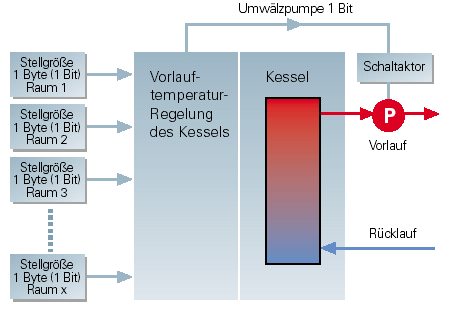 Umwälzpumpe 1 Bit
Stellgröße
1 Byte (1 Bit)
Raum 1
Stellgröße
1 Byte (1 Bit)
Raum 2
Stellgröße
1 Byte (1 Bit)
Raum 3
Stellgröße
1 Byte (1 Bit)
Raum x
Vorlauf-
temperatur-
Regelung
des Kessels
Kessel
Schaltaktor
P
Vorlauf
Rücklauf